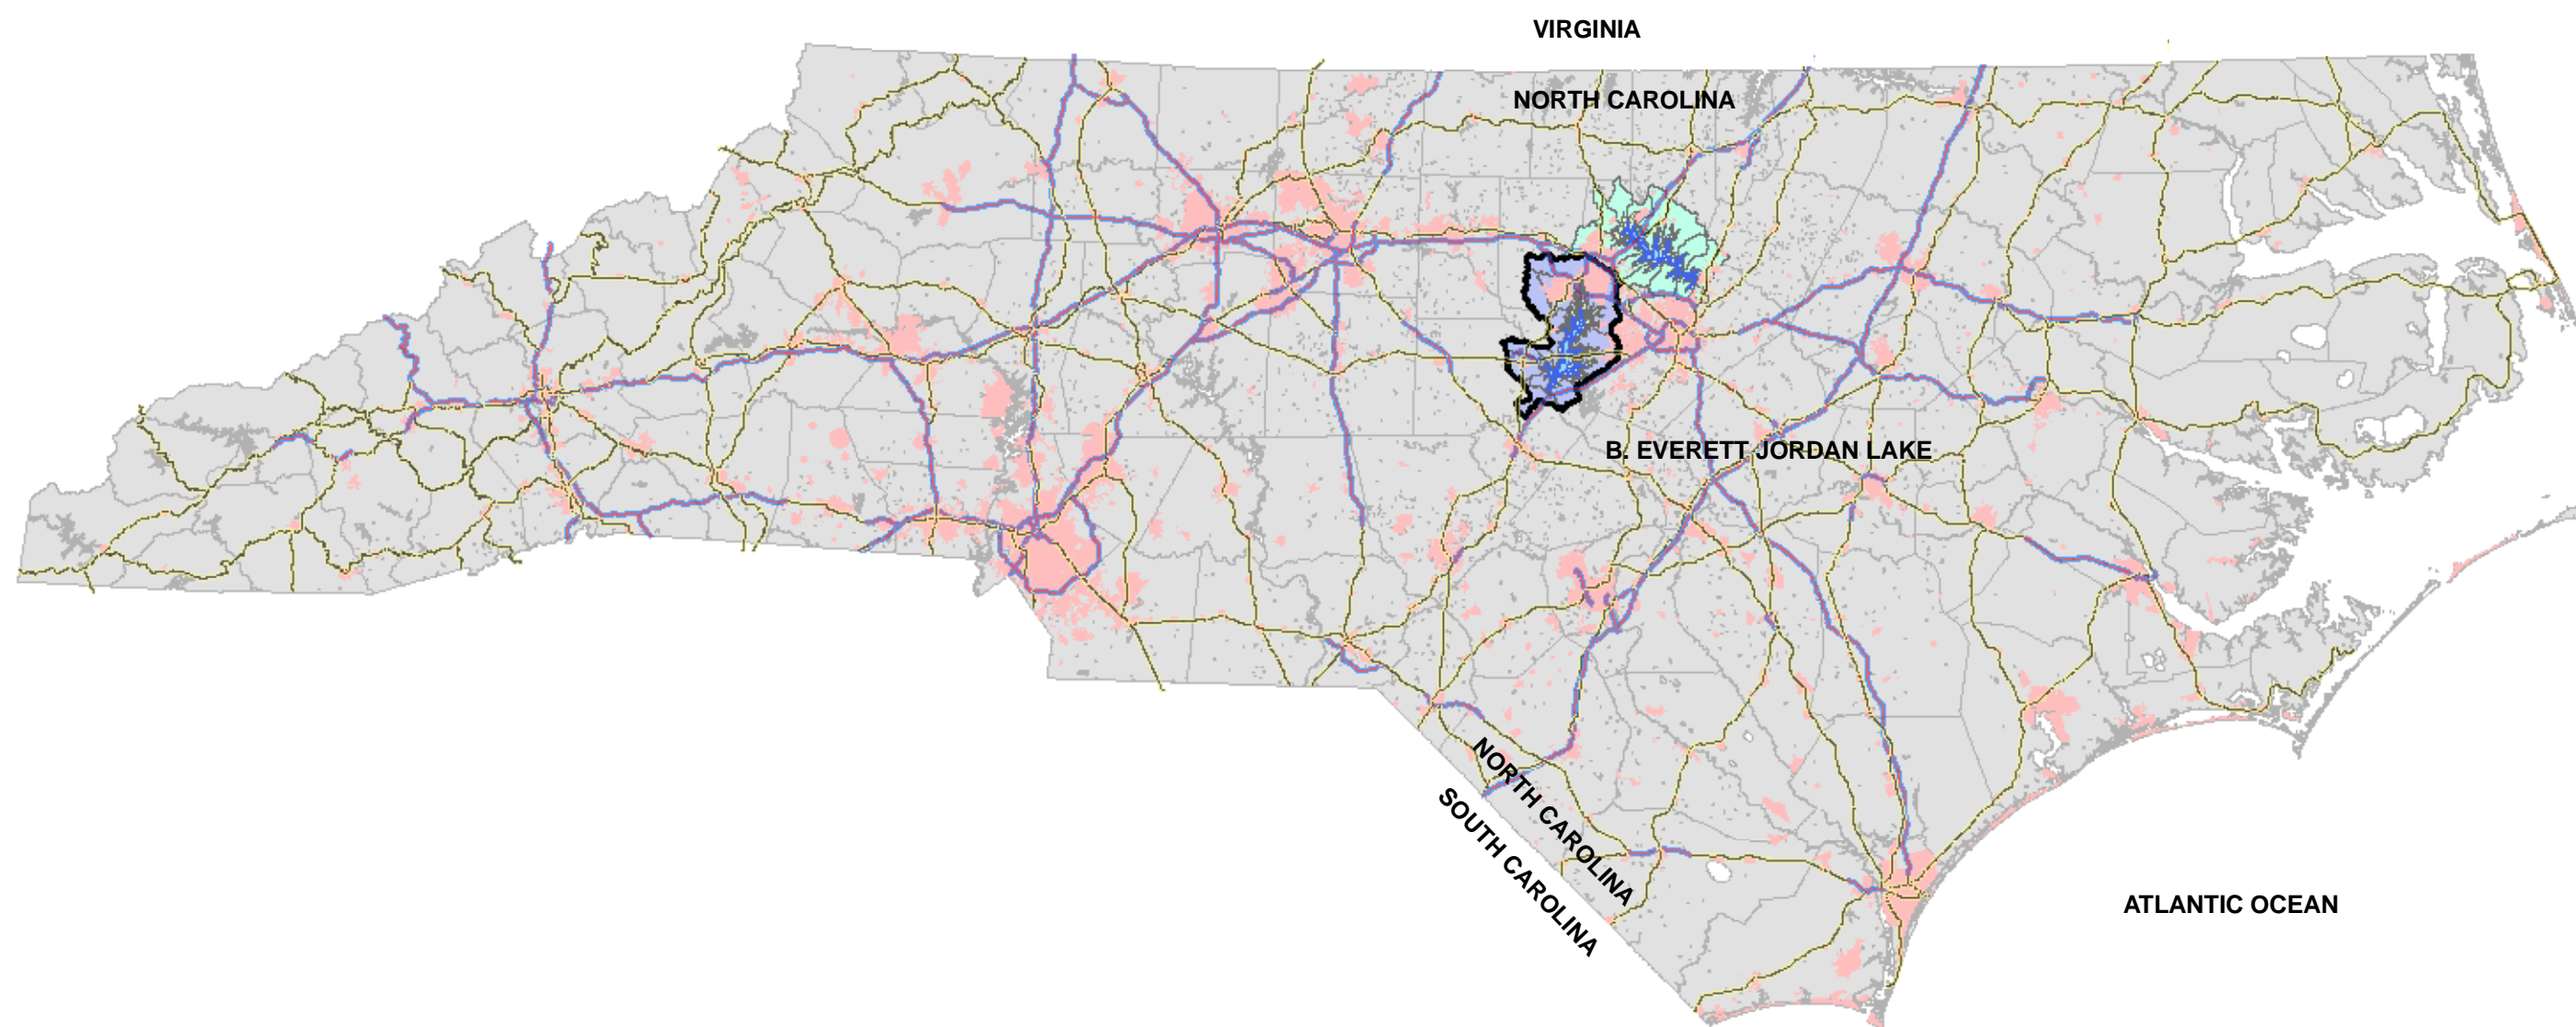 VIRGINIA
NORTH CAROLINA
B. EVERETT JORDAN LAKE
NORTH CAROLINA
SOUTH CAROLINA
ATLANTIC OCEAN